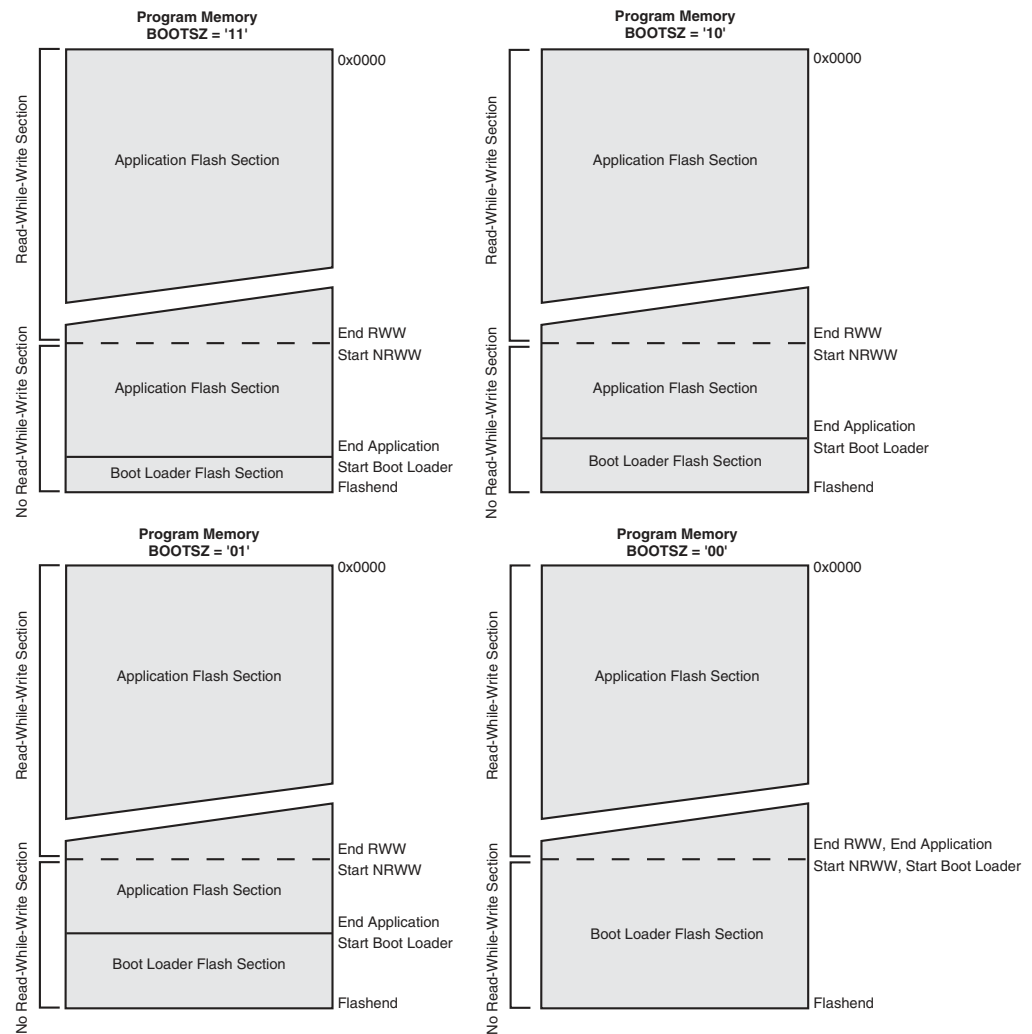 Program Memory
BOOTSZ = '11'
0x0000
Read-While-Write Section
Application Flash Section
End RWW
Start NRWW
No Read-While-Write Section
Application Flash Section
End Application
Start Boot Loader
Boot Loader Flash Section
Flashend
Program Memory
BOOTSZ = '10'
0x0000
Read-While-Write Section
Application Flash Section
End RWW
Start NRWW
No Read-While-Write Section
Application Flash Section
End Application
Start Boot Loader
Boot Loader Flash Section
Flashend
Program Memory
BOOTSZ = '01'
0x0000
Read-While-Write Section
Application Flash Section
End RWW
Start NRWW
No Read-While-Write Section
Application Flash Section
End Application
Start Boot Loader
Boot Loader Flash Section
Flashend
Program Memory
BOOTSZ = '00'
0x0000
Read-While-Write Section
Application Flash Section
End RWW, End Application
Start NRWW, Start Boot Loader
No Read-While-Write Section
Boot Loader Flash Section
Flashend